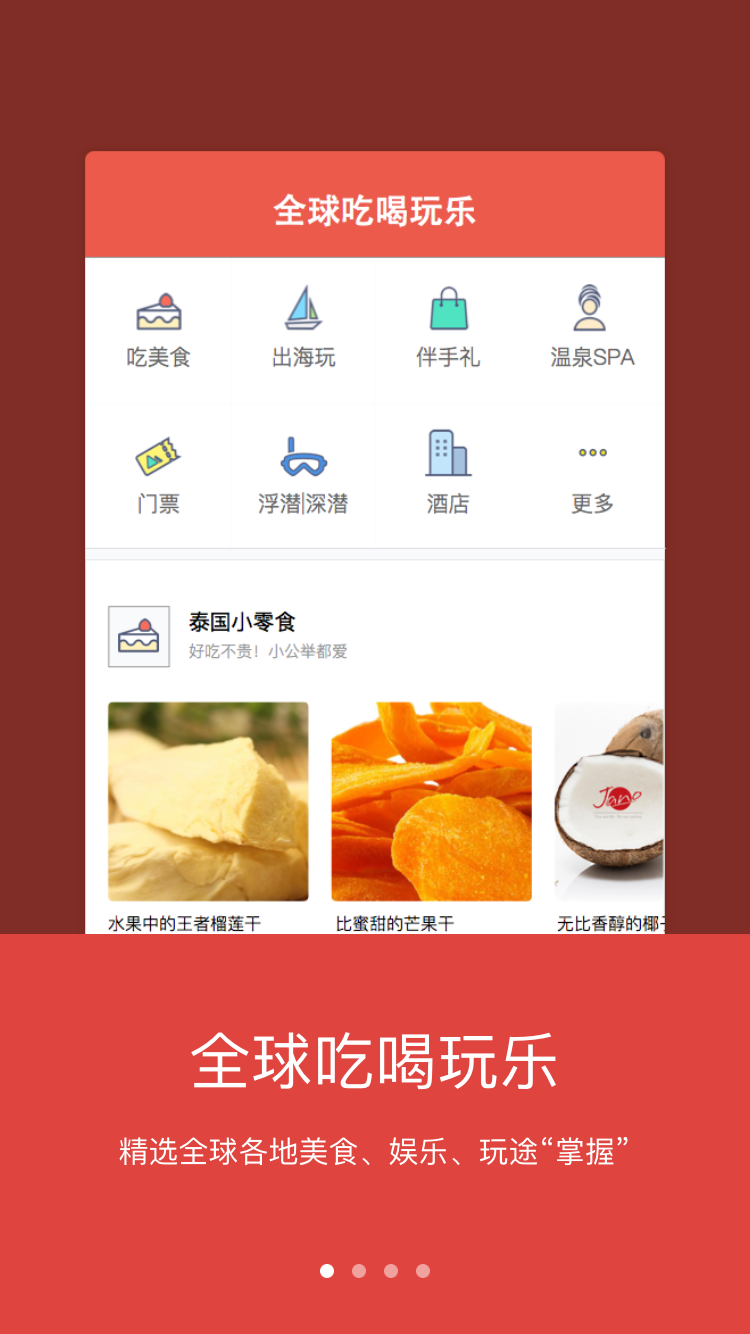 全球吃喝玩乐
吃美食 出海玩 伴手礼 温泉SPA
门票 浮潜|深潜 酒店 更多
泰国小零食
好吃不贵！小公举都爱
Jano
水果中的王者榴莲干 比蜜甜的芒果干 无比香醇的椰
全球吃喝玩乐
精选全球各地美食、娱乐、玩途“掌握”